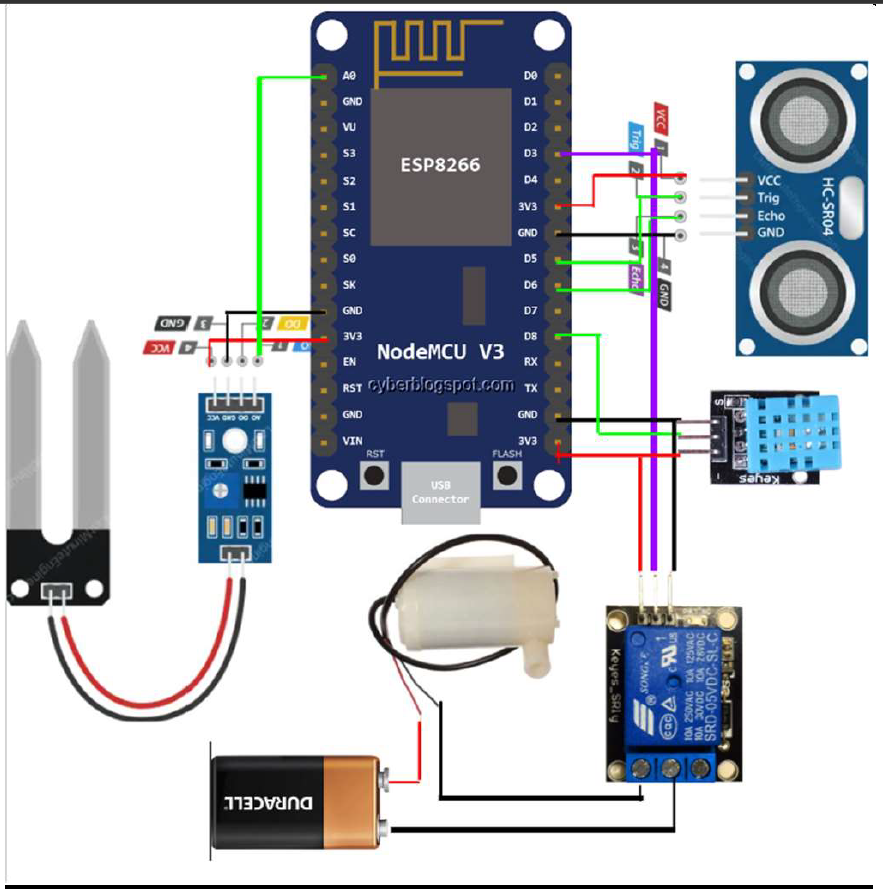 A0
GND
VU
S3
S2
S1
SC
S0
SK
GND
3V3
EN
RST
GND
VIN
D0
D1
D2
D3
D4
3V3
GND
D5
D6
D7
D8
RX
TX
GND
3V3
ESP8266
NodeMCU V3
cyberblogspot.com
RST
FLASH
USB
Connector
VCC
1
Trig
2
3
Echo
4
GND
VCC
Trig
Echo
GND
HC-SR04
GND
3
2
DO
VCC
4
1
VCC
GND
DO
AO
S
Keyes
Keyes_SRly
SONGLE
10A 250VAC 10A 125VAC
10A 30VDC 10A 28VDC
SRD-05VDC-SL-C
DURACELL